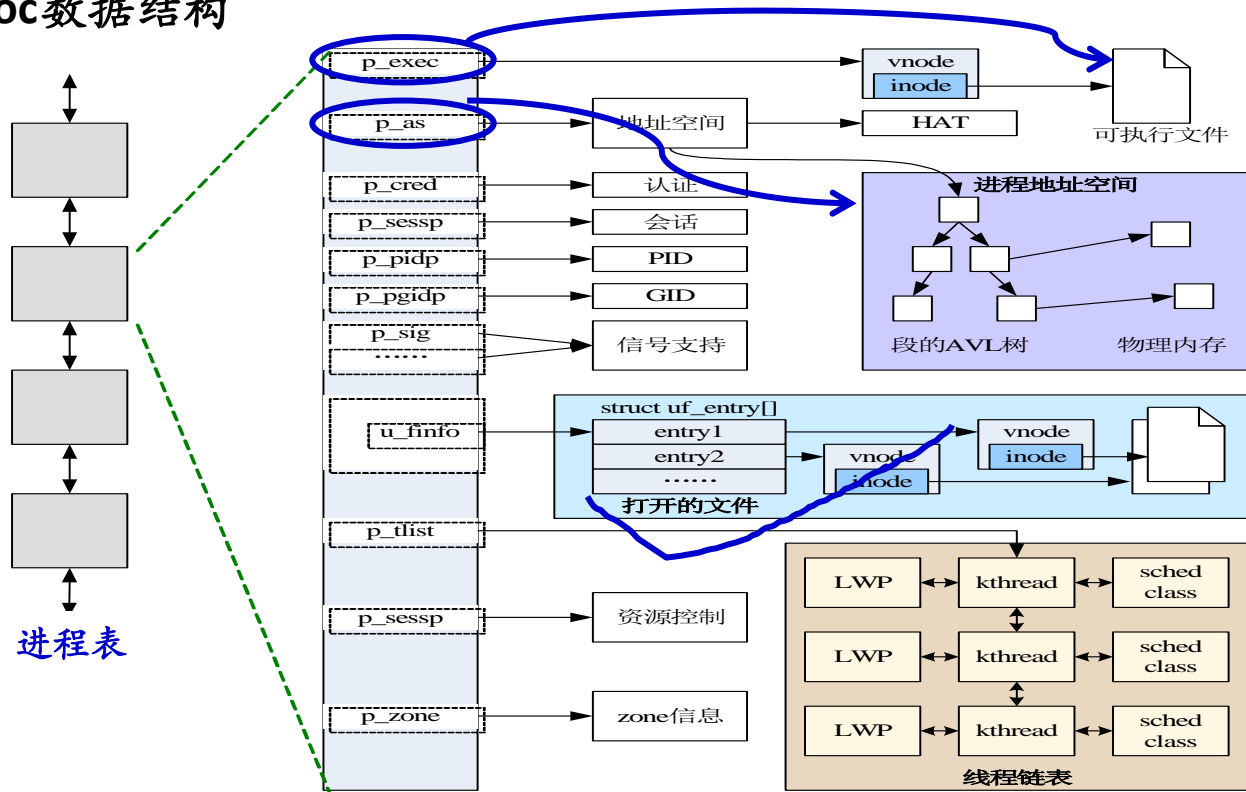 oc数据结构
进程表
p_exec
vnode
inode
可执行文件
p_as
地址空间
HAT
p_cred
认证
p_sessp
会话
p_pidp
PID
p_pgidp
GID
p_sig
……
信号支持
进程地址空间
段的AVL树
物理内存
u_finfo
struct uf_entry[]
entry1
entry2
……
打开的文件
vnode
inode
vnode
inode
p_tlist
LWP
kthread
sched
class
LWP
kthread
sched
class
LWP
kthread
sched
class
线程链表
p_sessp
资源控制
p_zone
zone信息